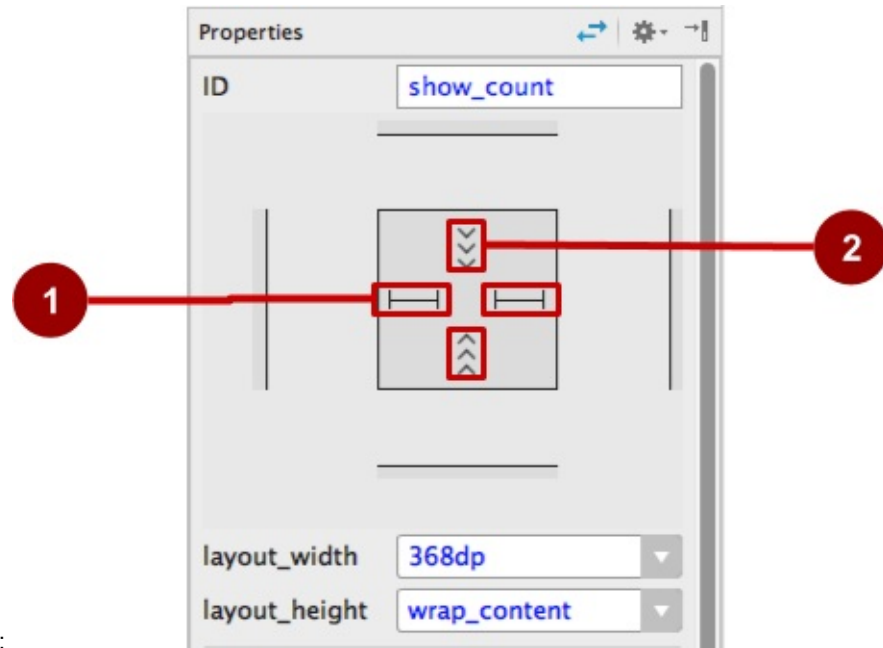 Properties
ID show_count
2
1
layout_width 368dp
layout_height wrap_content
: